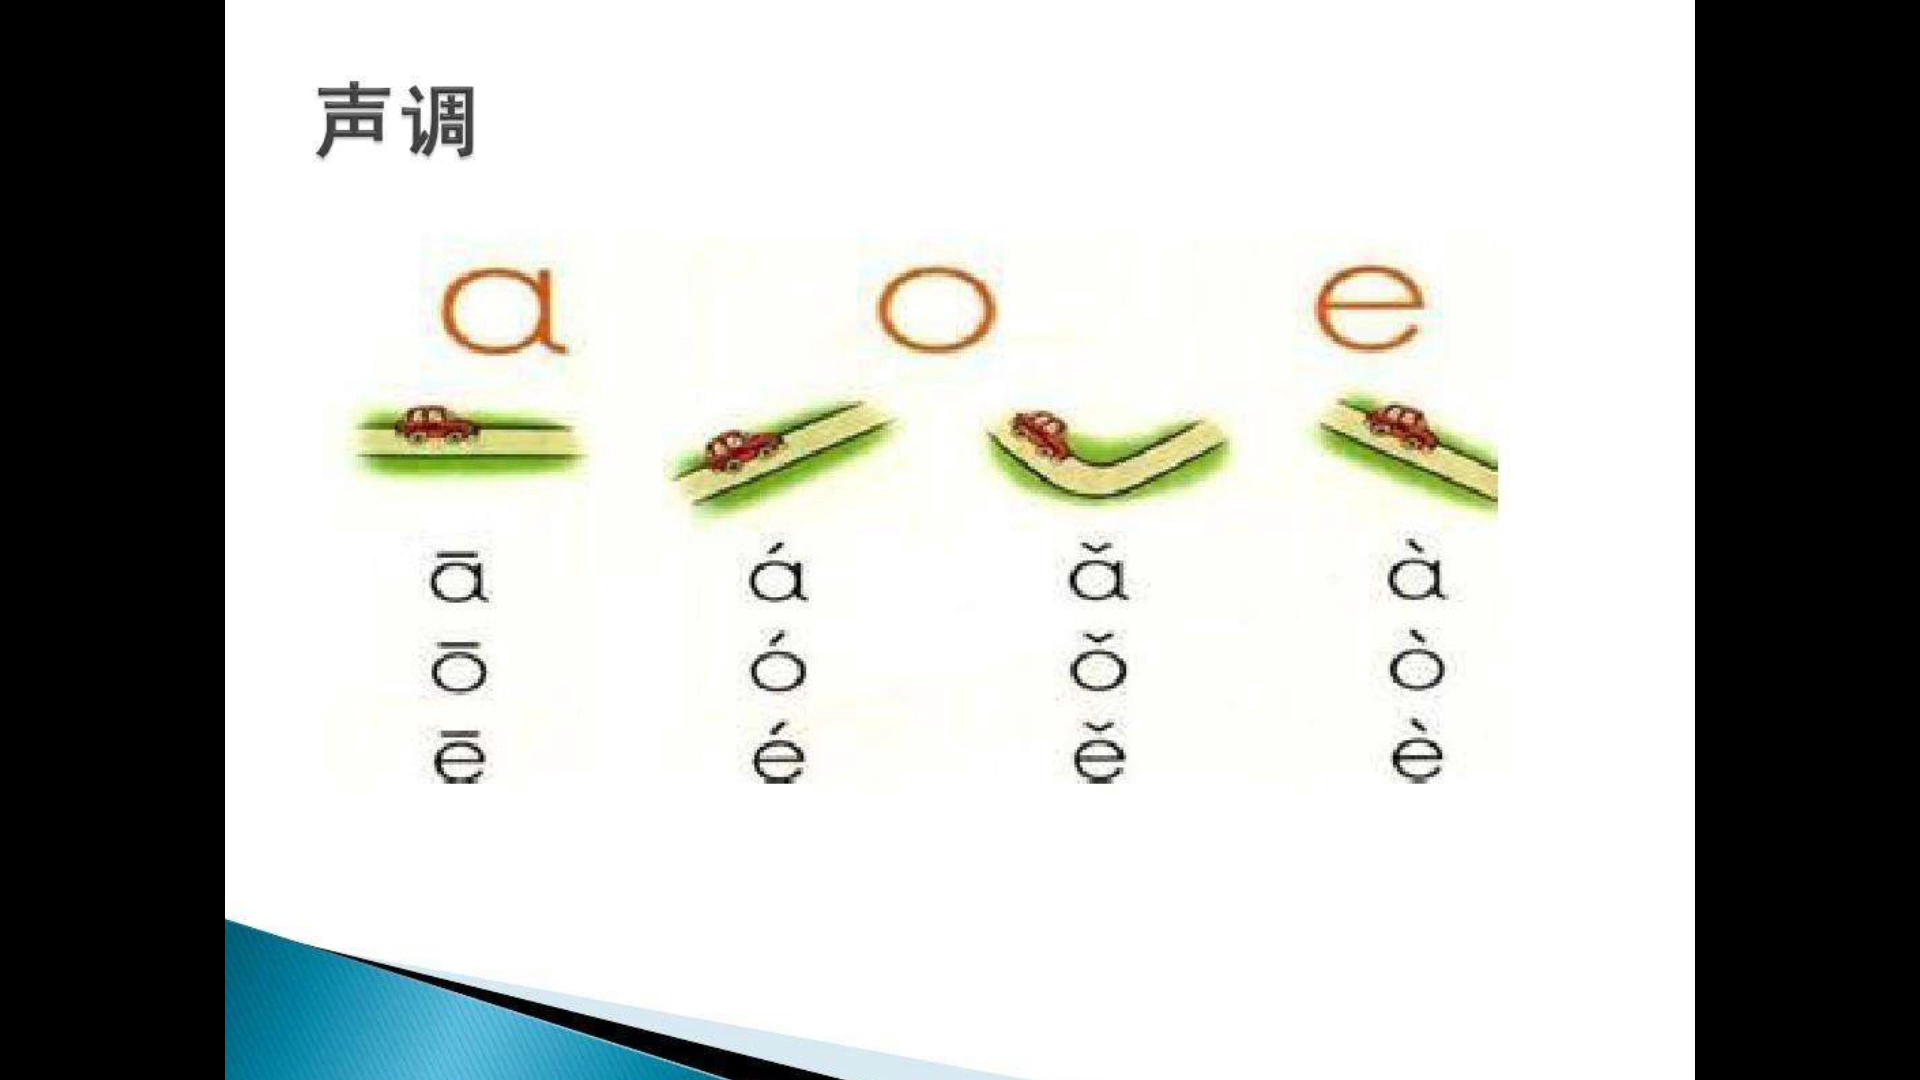 声调
a o e
ā á ǎ à
ō ó ǒ ò
ē é ě è